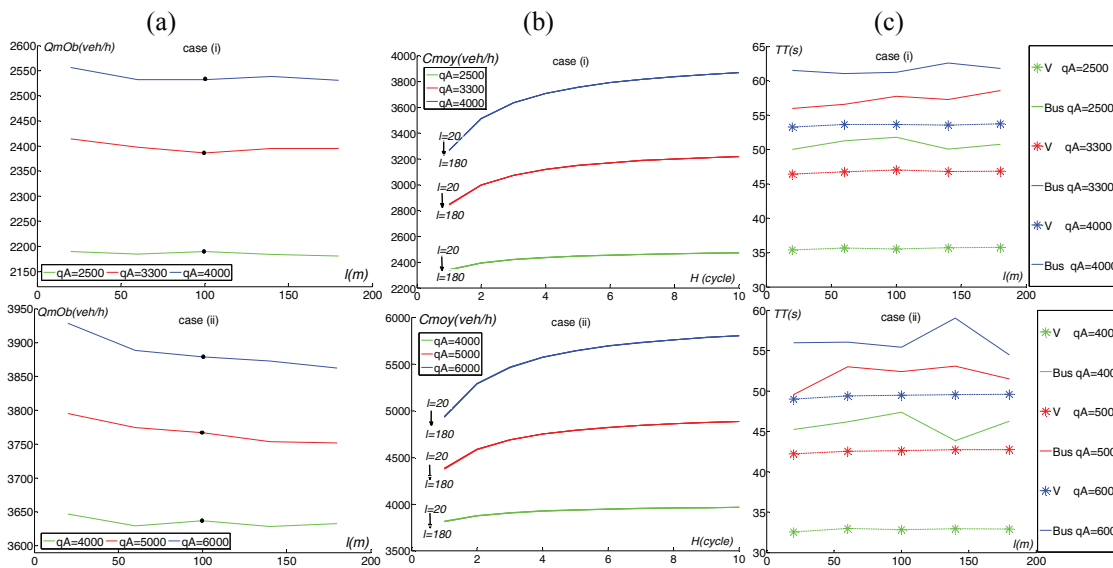 (a)
(b)
(c)
QmOb(veh/h)
case (i)
2600
2550
2500
2450
2400
2350
2300
2250
2200
2150
qA=2500
qA=3300
qA=4000
0
50
100
150
200
l(m)
Cmoy(veh/h)
case (i)
4000
3800
3600
3400
3200
3000
2800
2600
2400
2200
qA=2500
qA=3300
qA=4000
l=20
l=180
l=20
l=180
l=20
l=180
0
2
4
6
8
10
H (cycle)
TT(s)
case (i)
65
60
55
50
45
40
35
30
0
50
100
150
200
l(m)
V qA=2500
Bus qA=2500
V qA=3300
Bus qA=3300
V qA=4000
Bus qA=4000
QmOb(veh/h)
case (ii)
3950
3900
3850
3800
3750
3700
3650
3600
qA=4000
qA=5000
qA=6000
0
50
100
150
200
l(m)
Cmoy(veh/h)
case (ii)
6000
5500
5000
4500
4000
3500
qA=4000
qA=5000
qA=6000
l=20
l=180
l=20
l=180
l=20
l=180
0
2
4
6
8
10
H (cycle)
TT(s)
case (ii)
60
55
50
45
40
35
30
0
50
100
150
200
l(m)
V qA=400
Bus qA=400
V qA=500
Bus qA=500
V qA=600
Bus qA=600